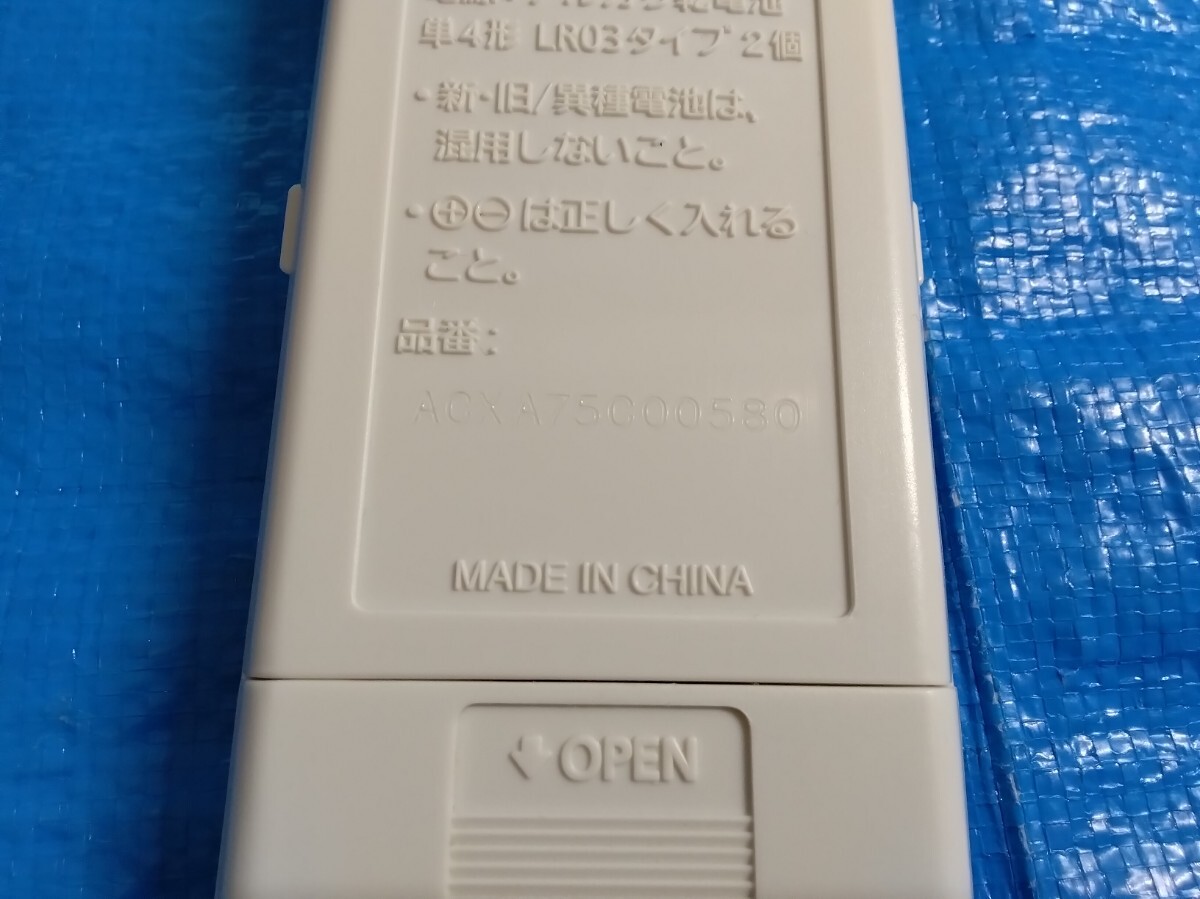 単4形 LR03タイプ 2個
・新・旧/異種電池は、
混用しないこと。
・⊕⊖は正しく入れる
こと。
品番:
ACXA75C00580
MADE IN CHINA
OPEN